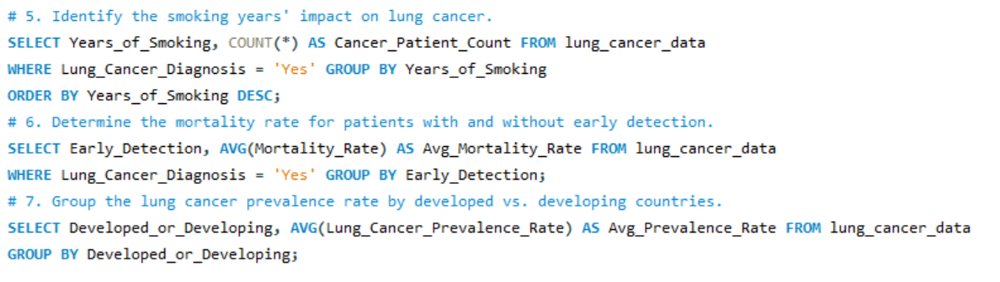 # 5. Identify the smoking years' impact on lung cancer.
SELECT Years_of_Smoking, COUNT(*) AS Cancer_Patient_Count FROM lung_cancer_data
WHERE Lung_Cancer_Diagnosis = 'Yes' GROUP BY Years_of_Smoking
ORDER BY Years_of_Smoking DESC;
# 6. Determine the mortality rate for patients with and without early detection.
SELECT Early_Detection, AVG(Mortality_Rate) AS Avg_Mortality_Rate FROM lung_cancer_data
WHERE Lung_Cancer_Diagnosis = 'Yes' GROUP BY Early_Detection;
# 7. Group the lung cancer prevalence rate by developed vs. developing countries.
SELECT Developed_or_Developing, AVG(Lung_Cancer_Prevalence_Rate) AS Avg_Prevalence_Rate FROM lung_cancer_data
GROUP BY Developed_or_Developing;